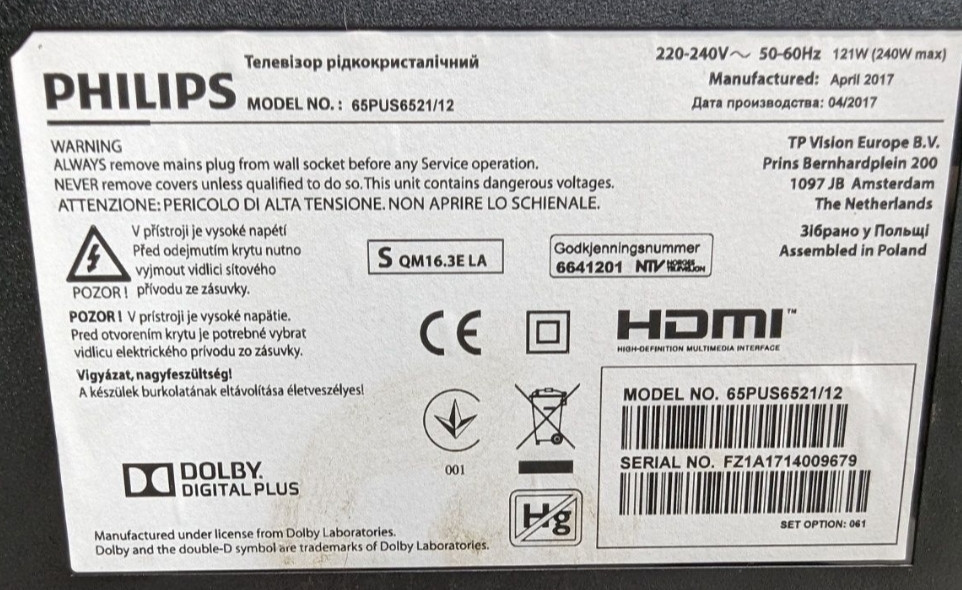 Телевізор рідкокристалічний
PHILIPS MODEL NO. : 65PUS6521/12
220-240V~ 50-60Hz 121W (240W max)
Manufactured: April 2017
Дата производства: 04/2017
WARNING
ALWAYS remove mains plug from wall socket before any Service operation.
NEVER remove covers unless qualified to do so. This unit contains dangerous voltages.
ATTENZIONE: PERICOLO DI ALTA TENSIONE. NON APRIRE LO SCHIENALE.
TP Vision Europe B.V.
Prins Bernhardplein 200
1097 JB Amsterdam
The Netherlands
Зібрано у Польщі
Assembled in Poland
V přístroji je vysoké napětí
Před odejmutím krytu nutno
vyjmout vidlici síťového
POZOR! přívodu ze zásuvky.
S QM16.3E LA
Godkjenningsnummer
6641201 NTV NORGES TELEVISJON
POZOR! V prístroji je vysoké napätie.
Pred otvorením krytu je potrebné vybrat
vidlicu elektrického prívodu zo zásuvky.
Vigyázat, nagyfeszültség!
A készülek burkolatának eltávolítása életveszélyes!
CE
HDMI™
HIGH-DEFINITION MULTIMEDIA INTERFACE
001
Hg
MODEL NO. 65PUS6521/12
SERIAL NO. FZ1A1714009679
SET OPTION: 061
DOLBY.
DIGITAL PLUS
Manufactured under license from Dolby Laboratories.
Dolby and the double-D symbol are trademarks of Dolby Laboratories.